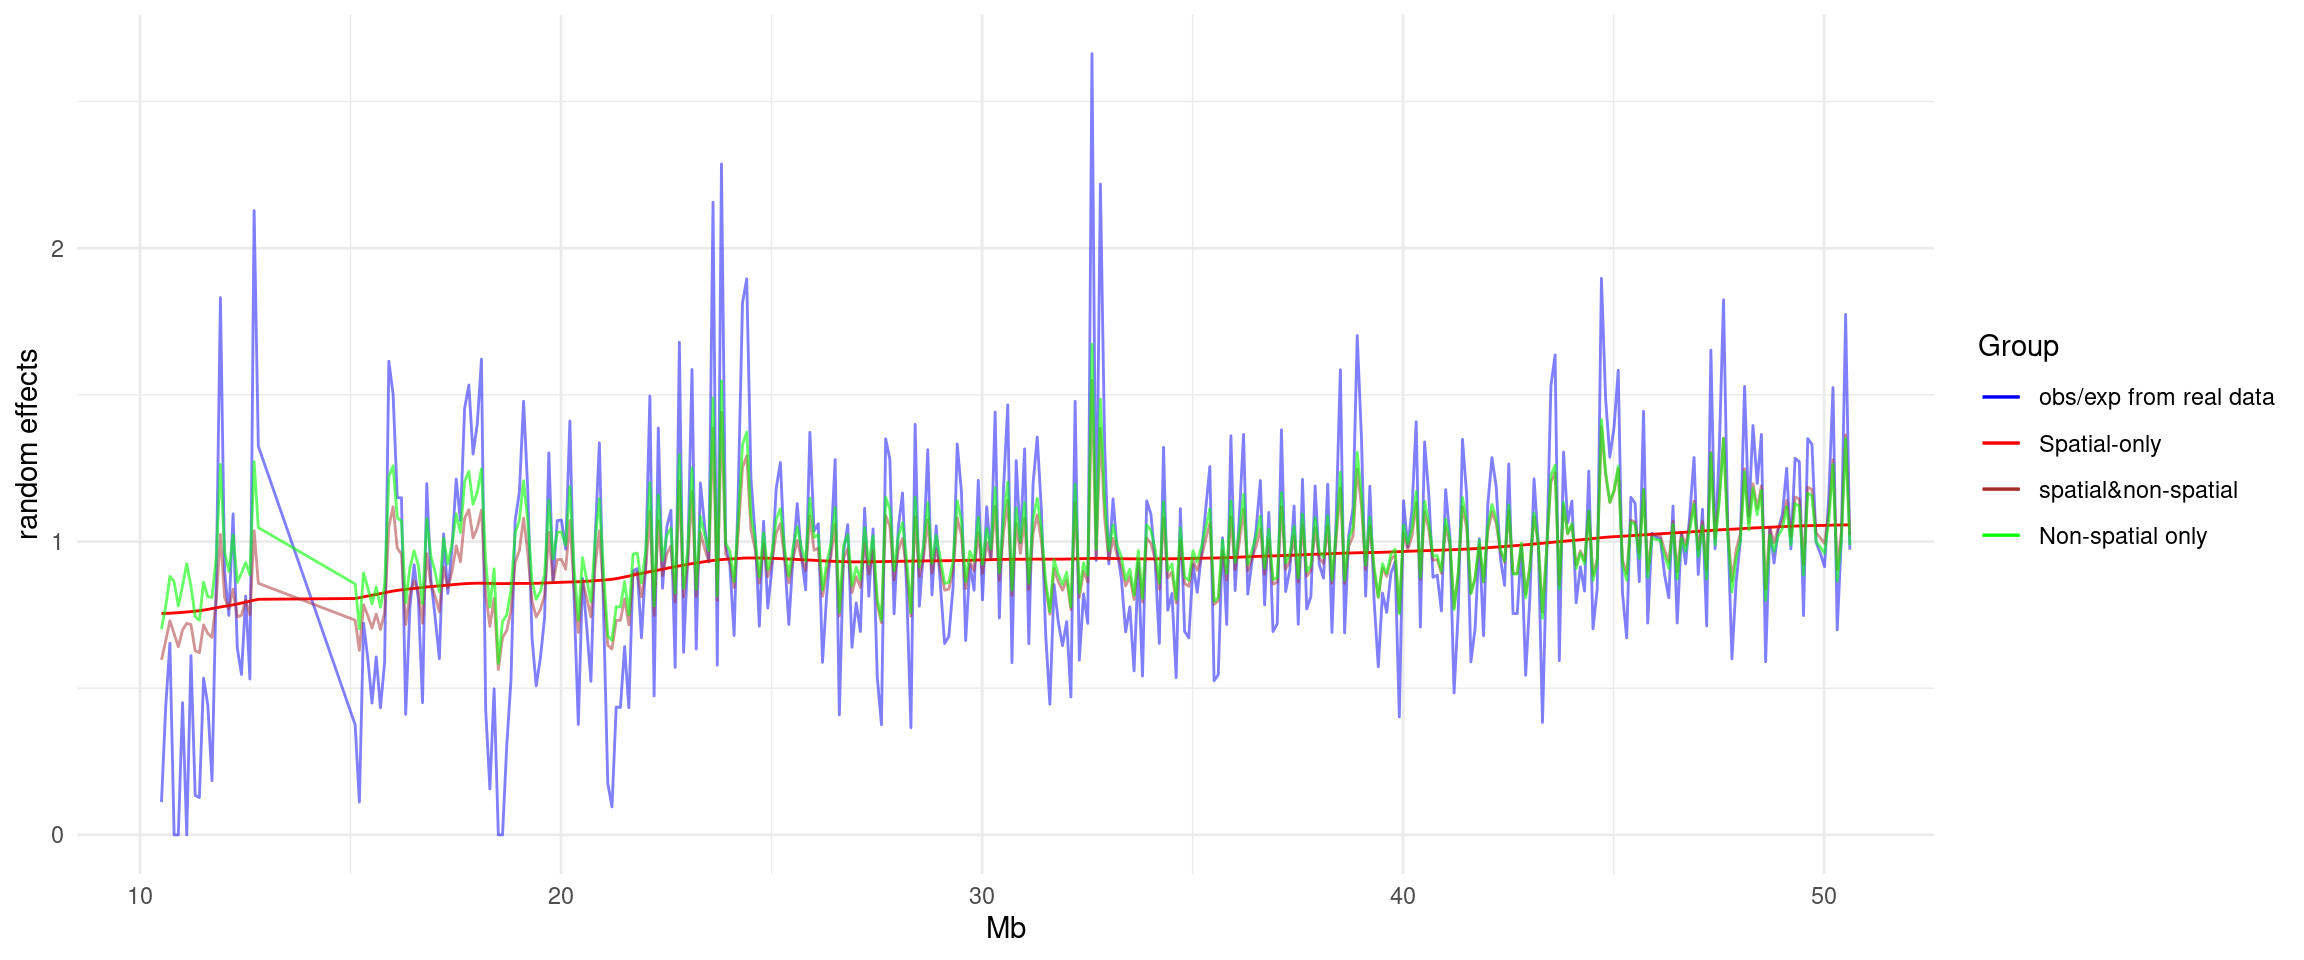 random effects
2
1
0
10
20
30
40
50
Mb
Group
obs/exp from real data
Spatial-only
spatial&non-spatial
Non-spatial only